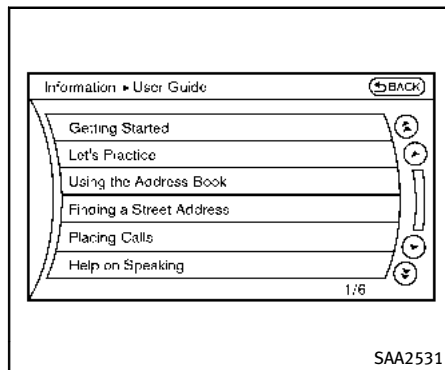 Information ▸ User Guide
BACK
Getting Started
Let's Practice
Using the Address Book
Finding a Street Address
Placing Calls
Help on Speaking
1/6
SAA2531